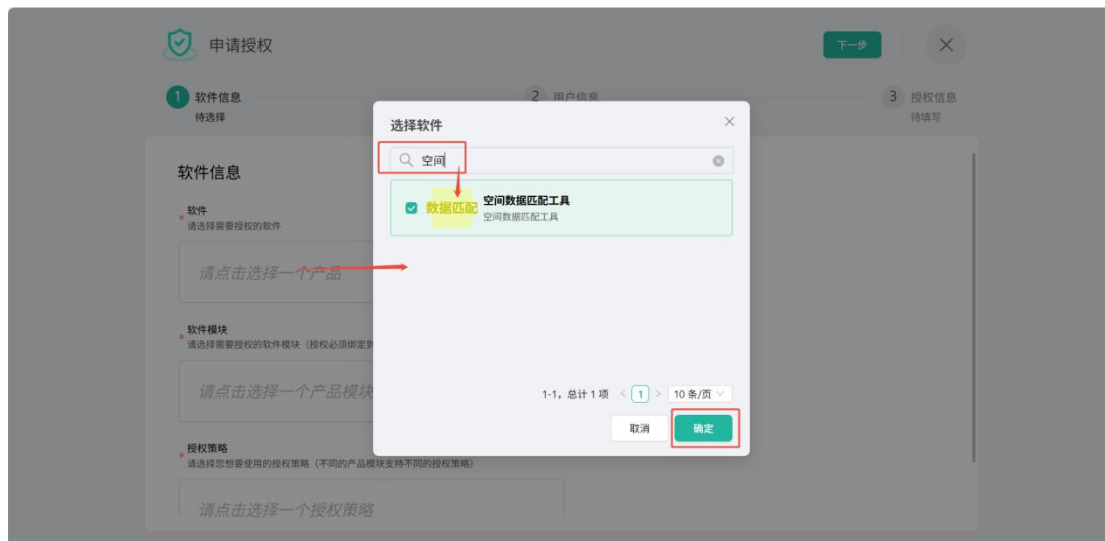 申请授权
下一步
1 软件信息
待选择
2 用户信息
3 授权信息
待填写
软件信息
* 软件
请选择需要授权的软件
请点击选择一个产品
* 软件模块
请选择需要授权的软件模块（授权必须绑定到
请点击选择一个产品模块
* 授权策略
请选择您想要使用的授权策略（不同的产品模块支持不同的授权策略）
请点击选择一个授权策略
选择软件
空间
数据匹配
空间数据匹配工具
空间数据匹配工具
1-1，总计 1 项 < 1 > 10 条/页
取消
确定